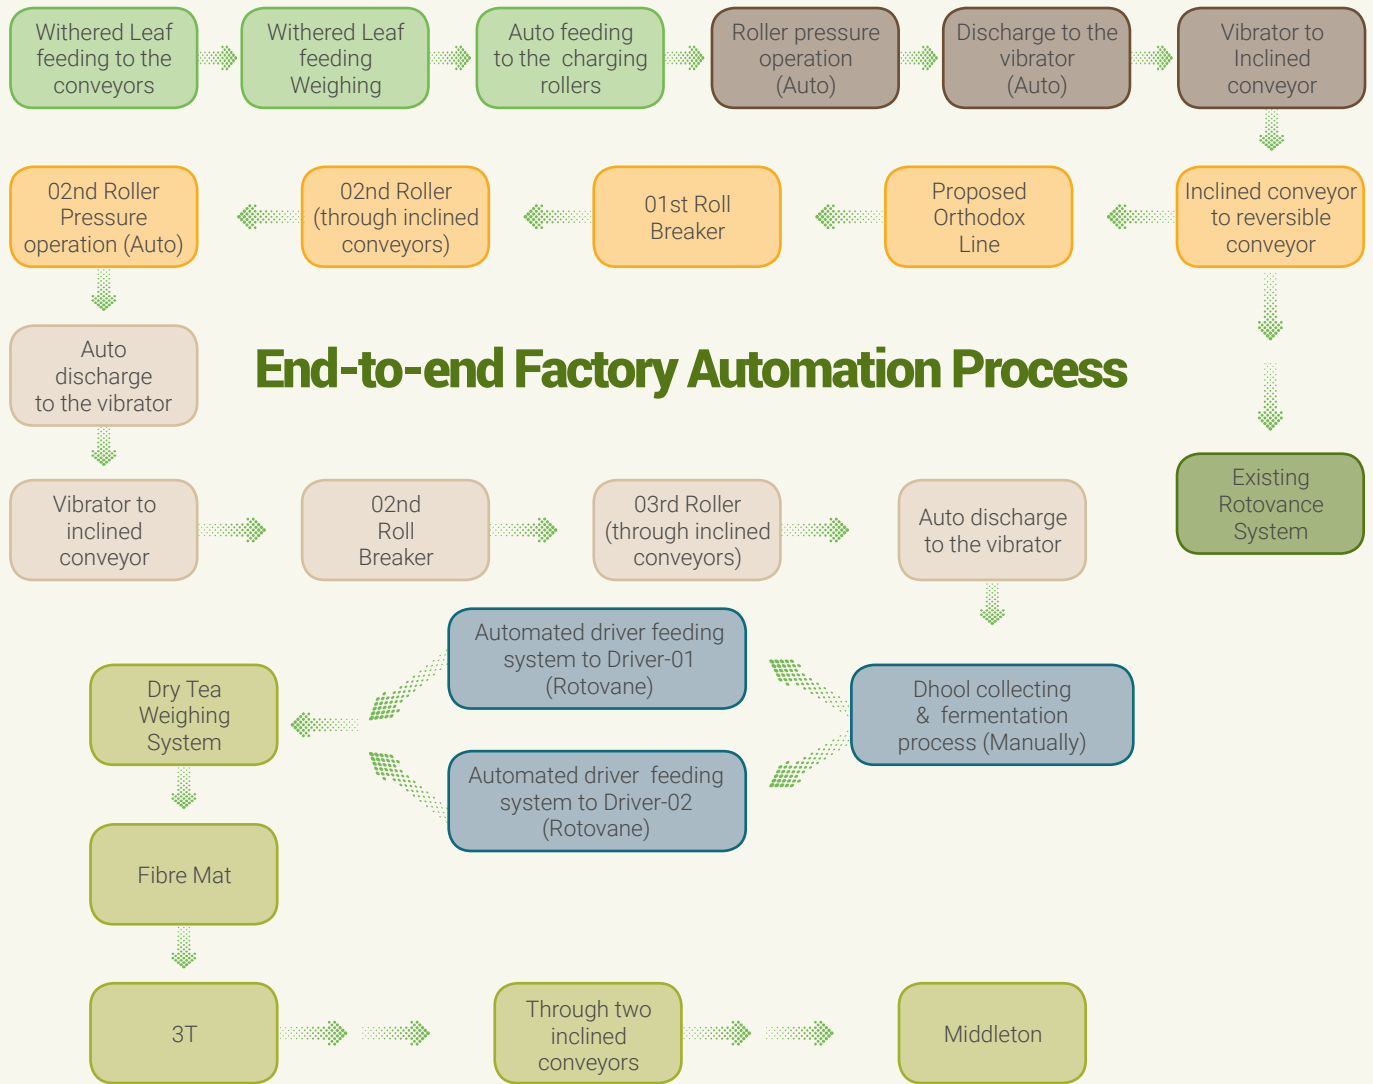 Withered Leaf
feeding to the
conveyors
Withered Leaf
feeding
Weighing
Auto feeding
to the charging
rollers
Roller pressure
operation
(Auto)
Discharge to the
vibrator
(Auto)
Vibrator to
Inclined
conveyor
Inclined conveyor
to reversible
conveyor
Proposed
Orthodox
Line
01st Roll
Breaker
02nd Roller
(through inclined
conveyors)
02nd Roller
Pressure
operation (Auto)
Auto
discharge
to the vibrator
End-to-end Factory Automation Process
Existing
Rotovance
System
Vibrator to
inclined
conveyor
02nd
Roll
Breaker
03rd Roller
(through inclined
conveyors)
Auto discharge
to the vibrator
Dhool collecting
& fermentation
process (Manually)
Automated driver feeding
system to Driver-01
(Rotovane)
Automated driver feeding
system to Driver-02
(Rotovane)
Dry Tea
Weighing
System
Fibre Mat
3T
Through two
inclined
conveyors
Middleton